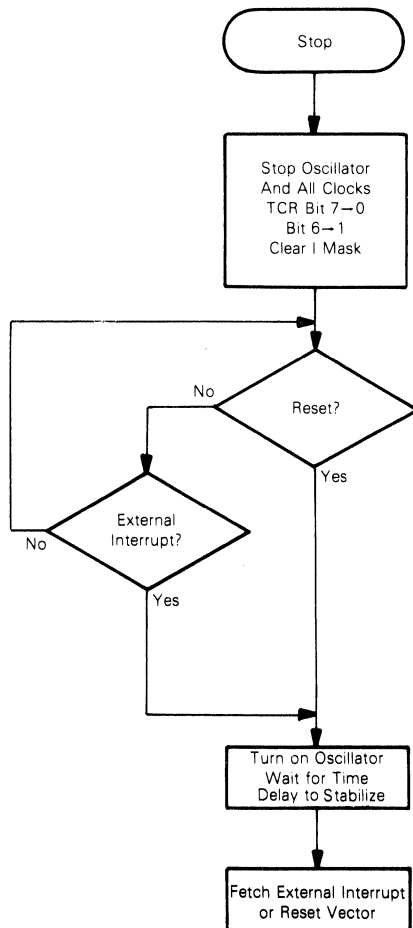 Stop
Stop Oscillator
And All Clocks
TCR Bit 7→0
Bit 6→1
Clear I Mask
No
Reset?
Yes
External
Interrupt?
No
Yes
Turn on Oscillator
Wait for Time
Delay to Stabilize
Fetch External Interrupt
or Reset Vector